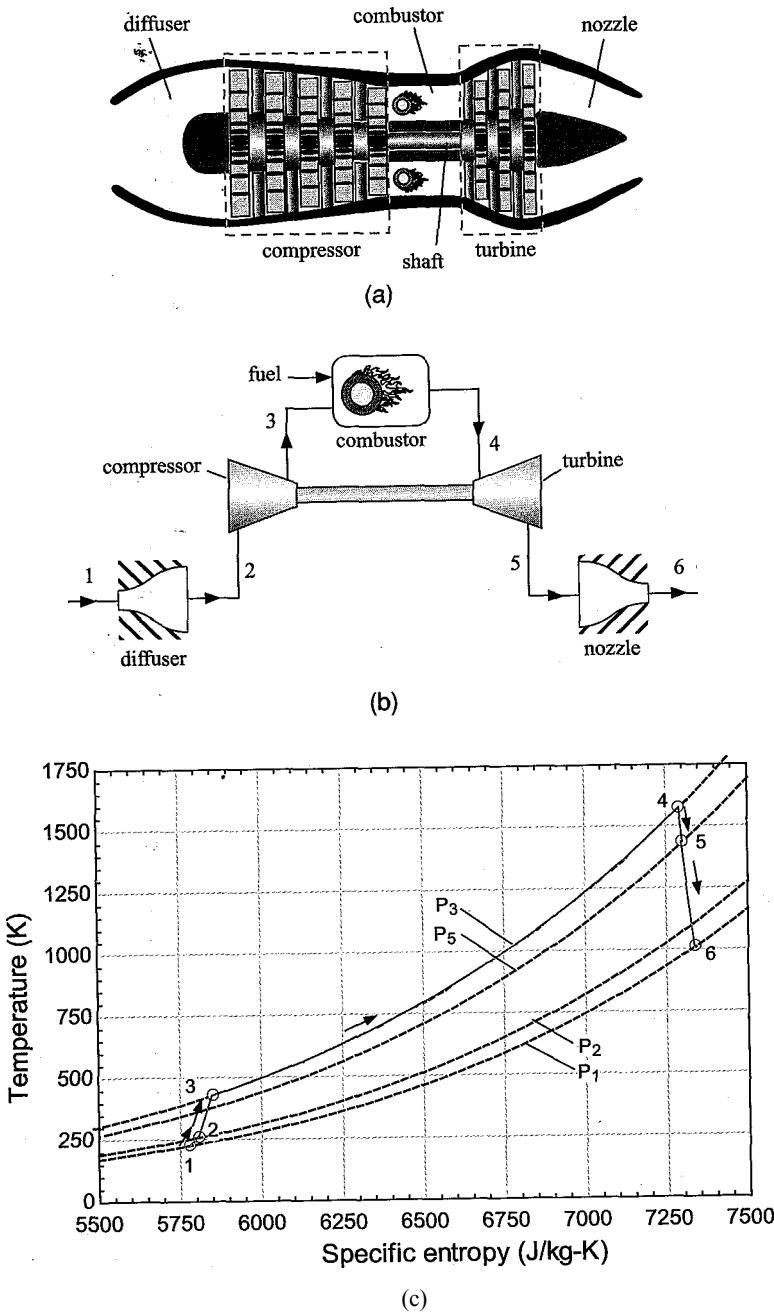 diffuser
combustor
nozzle
compressor
shaft
turbine
(a)
fuel
3
combustor
4
compressor
turbine
1
2
5
6
diffuser
nozzle
(b)
1750
1500
1250
1000
750
500
250
0
Temperature (K)
4
5
P3
P5
6
P2
P1
3
2
1
5500 5750 6000 6250 6500 6750 7000 7250 7500
Specific entropy (J/kg-K)
(c)